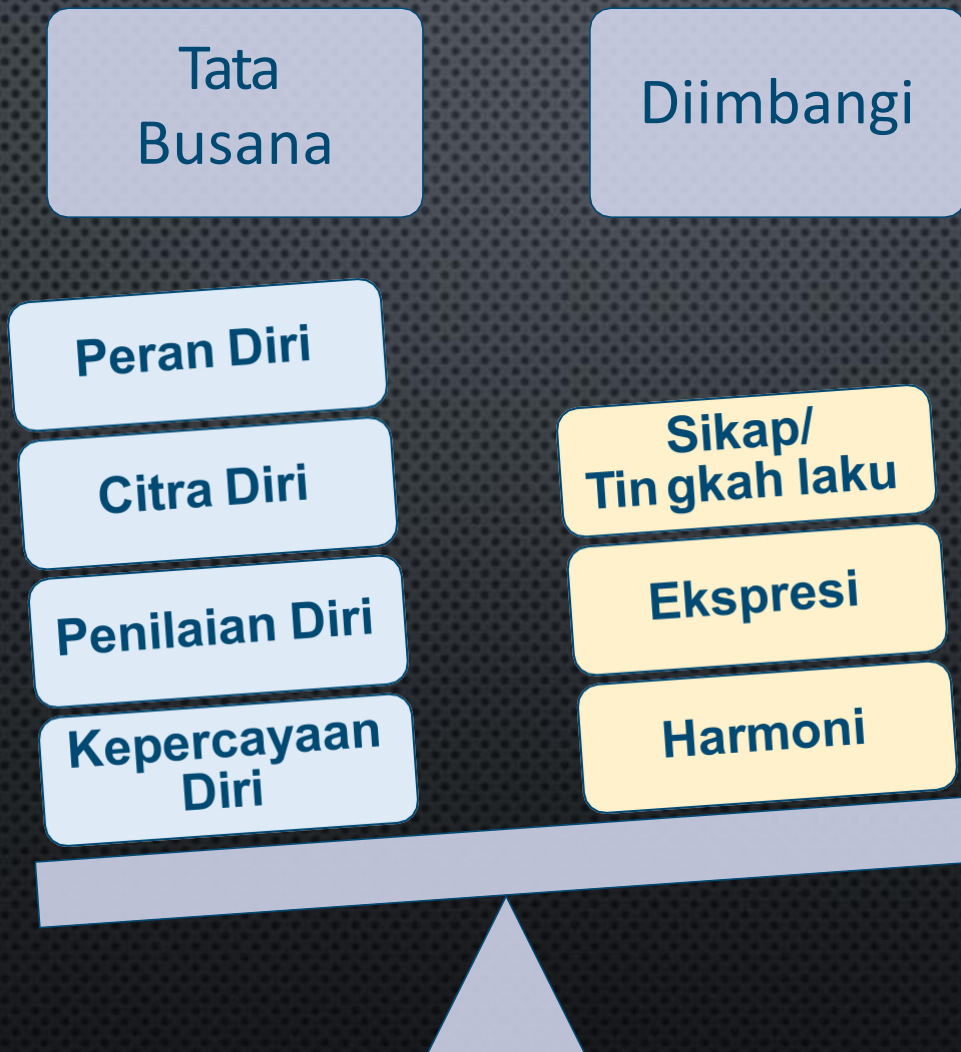 Tata
Busana
Diimbangi
Peran Diri
Citra Diri
Penilaian Diri
Kepercayaan
Diri
Sikap/
Tin gkah laku
Ekspresi
Harmoni